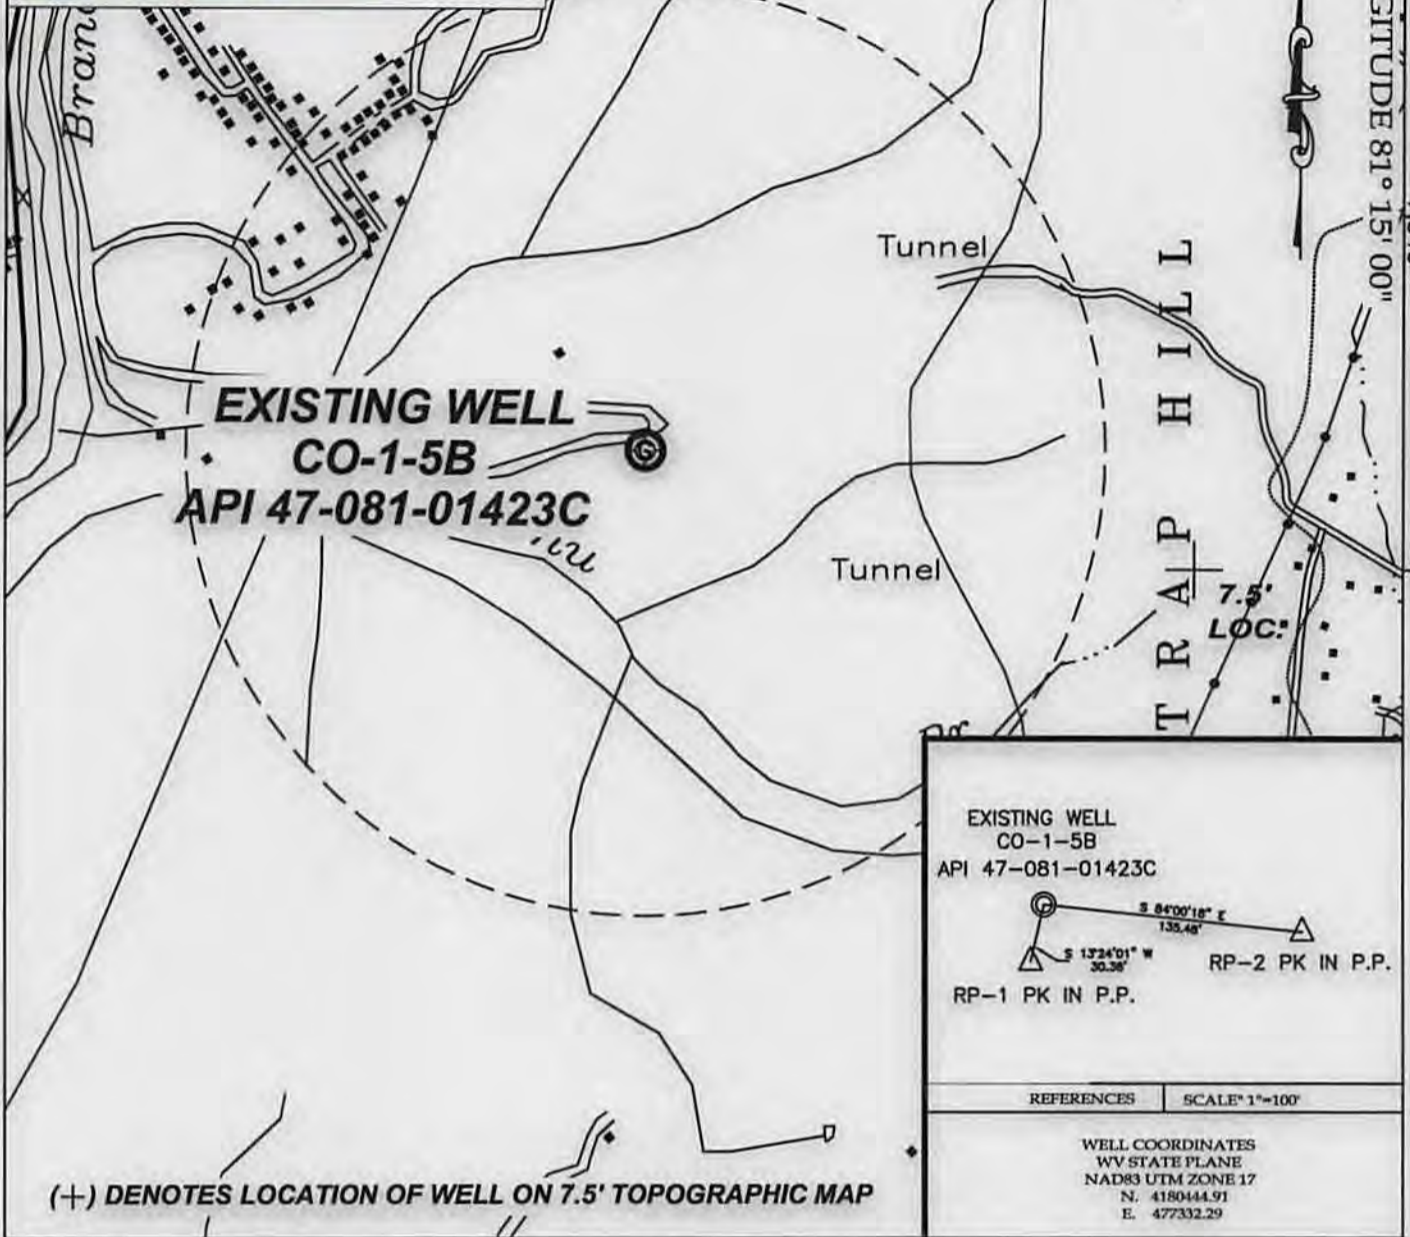 Branc
GITUDE 81° 15' 00"
Tunnel
EXISTING WELL
CO-1-5B
API 47-081-01423C
Tunnel
TRAP HILL
7.5'
LOC.
EXISTING WELL
CO-1-5B
API 47-081-01423C
S 84°00'18" E
135.48'
S 13°24'01" W
30.36'
RP-2 PK IN P.P.
RP-1 PK IN P.P.
REFERENCES SCALE" 1"=100'
WELL COORDINATES
WV STATE PLANE
NAD83 UTM ZONE 17
N. 4180444.91
E. 477332.29
(+) DENOTES LOCATION OF WELL ON 7.5' TOPOGRAPHIC MAP